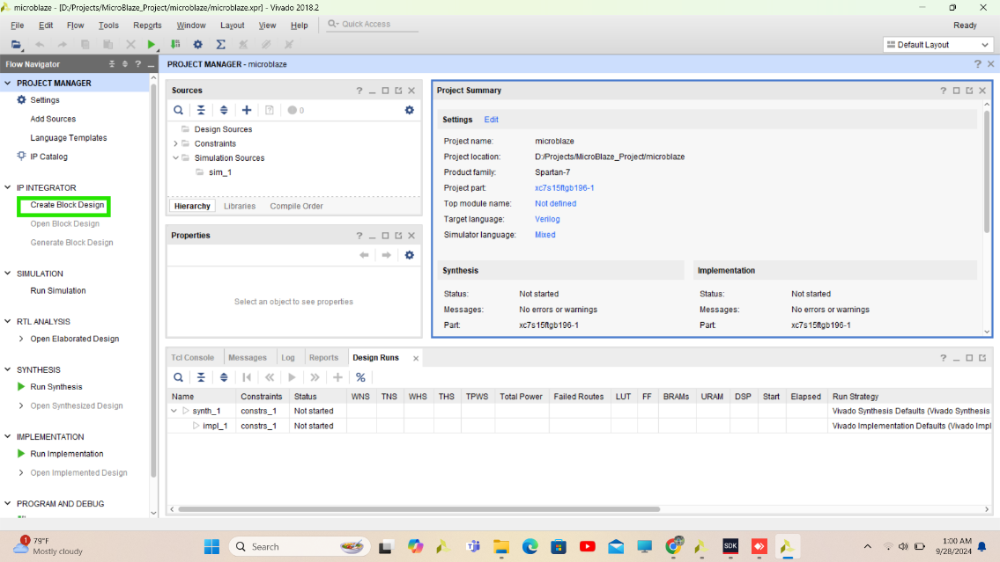 microblaze - [D:/Projects/MicroBlaze_Project/microblaze/microblaze.xpr] - Vivado 2018.2
File Edit Flow Tools Reports Window Layout View Help Quick Access Ready
0 Default Layout
Flow Navigator
PROJECT MANAGER
Settings
Add Sources
Language Templates
IP Catalog
IP INTEGRATOR
Create Block Design
Open Block Design
Generate Block Design
SIMULATION
Run Simulation
RTL ANALYSIS
Open Elaborated Design
SYNTHESIS
Run Synthesis
Open Synthesized Design
IMPLEMENTATION
Run Implementation
Open Implemented Design
PROGRAM AND DEBUG
PROJECT MANAGER - microblaze
Sources
0
Design Sources
Constraints
Simulation Sources
sim_1
Hierarchy Libraries Compile Order
Properties
Select an object to see properties
Project Summary
Settings Edit
Project name: microblaze
Project location: D:/Projects/MicroBlaze_Project/microblaze
Product family: Spartan-7
Project part: xc7s15ftgb196-1
Top module name: Not defined
Target language: Verilog
Simulator language: Mixed
Synthesis Implementation
Status: Not started Status: Not started
Messages: No errors or warnings Messages: No errors or warnings
Part: xc7s15ftgb196-1 Part: xc7s15ftgb196-1
Tcl Console Messages Log Reports Design Runs
Name Constraints Status WNS TNS WHS THS TPWS Total Power Failed Routes LUT FF BRAMs URAM DSP Start Elapsed Run Strategy
synth_1 constrs_1 Not started Vivado Synthesis Defaults (Vivado Synthesis
impl_1 constrs_1 Not started Vivado Implementation Defaults (Vivado Impl
1 79°F
Mostly cloudy
Search
SDK
1:00 AM
9/28/2024